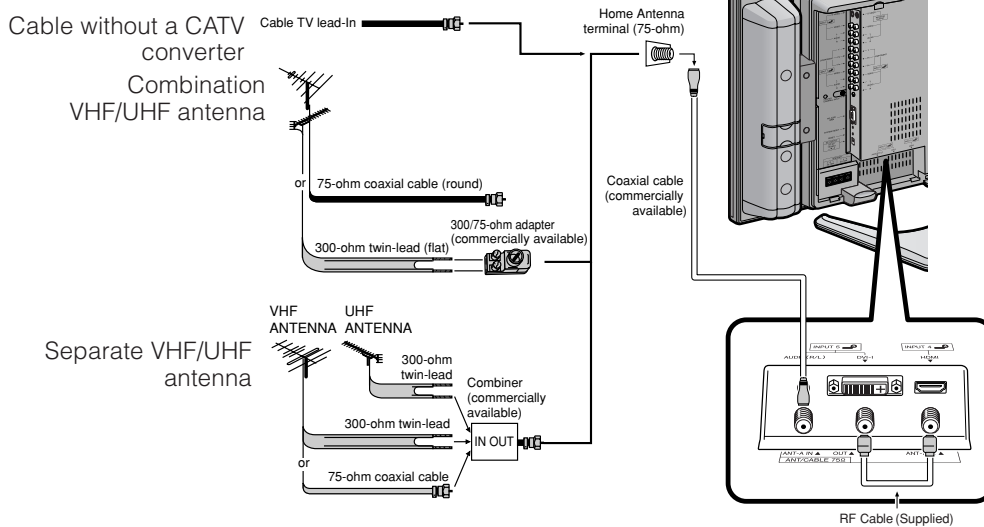 Cable without a CATV
converter
Cable TV lead-In
Home Antenna
terminal (75-ohm)
Combination
VHF/UHF antenna
or
75-ohm coaxial cable (round)
300/75-ohm adapter
(commercially available)
300-ohm twin-lead (flat)
Coaxial cable
(commercially
available)
VHF
ANTENNA
UHF
ANTENNA
Separate VHF/UHF
antenna
300-ohm
twin-lead
Combiner
(commercially
available)
300-ohm twin-lead
IN OUT
or
75-ohm coaxial cable
INPUT 5
INPUT 4
DVI-I
HDMI
ANT-A IN
OUT
ANT/CABLE 75Ω
RF Cable (Supplied)